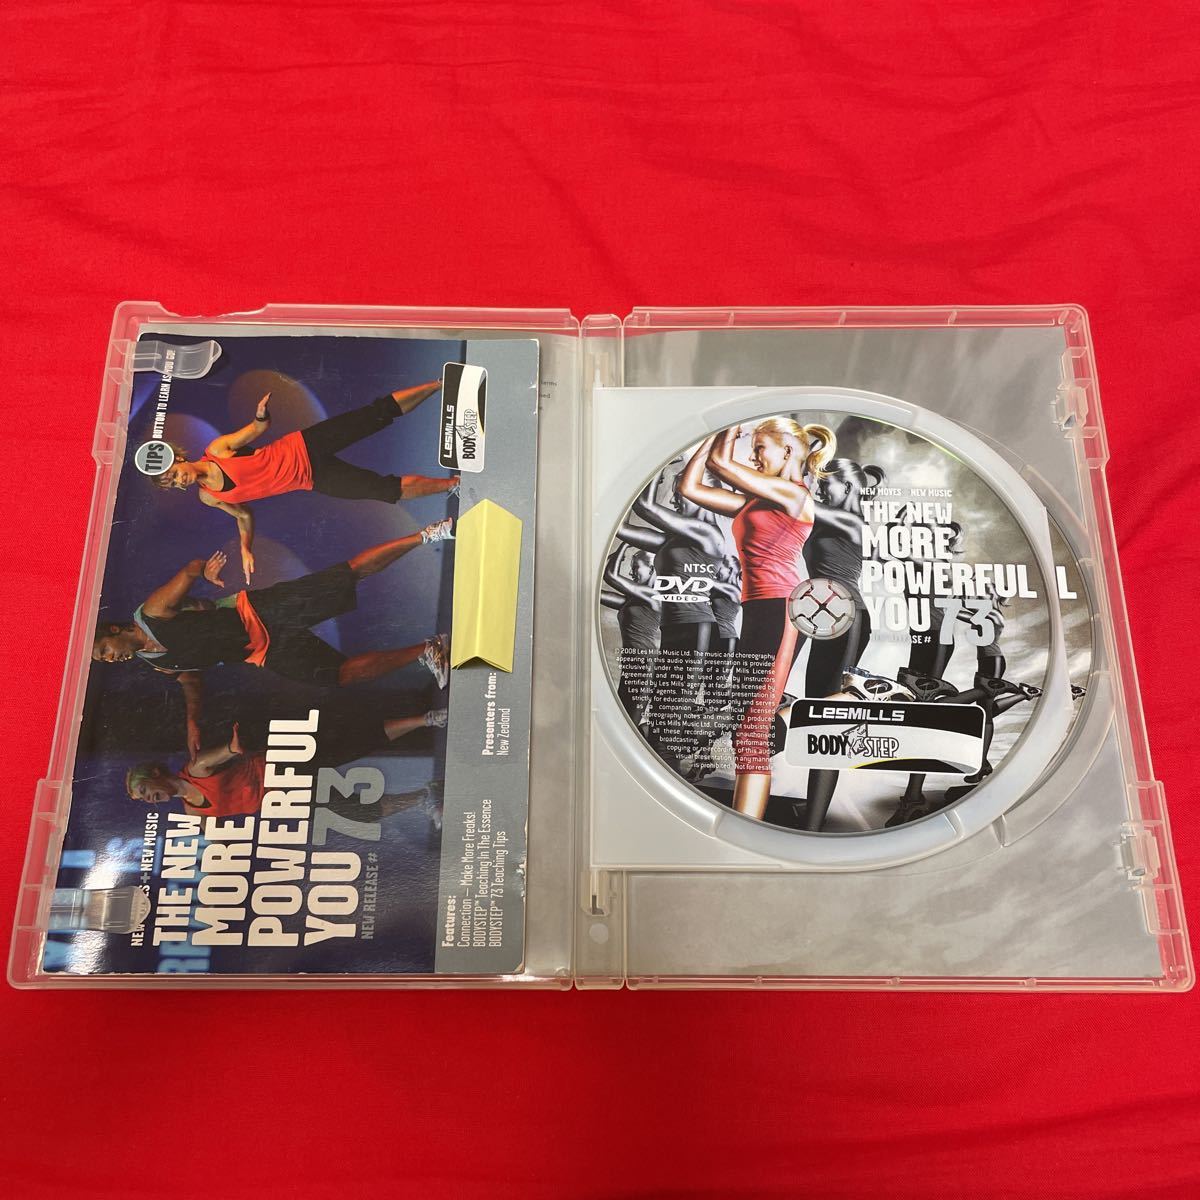 TIPS BUTTON TO LEARN AS YOU GO!
LESMILLS
BODY STEP
NEW MUSIC
THE NEW
MORE
POWERFUL
YOU 73
NEW RELEASE #
Presenters from:
New Zealand
Features:
Connection – Make More Freaks!
BODYSTEP™ Teaching In The Essence
BODYSTEP™ 73 Teaching Tips
NEW MOVES NEW MUSIC
THE NEW
MORE
POWERFUL L
YOU 73
NTSC
DVD
VIDEO
© 2008 Les Mills Music Ltd. The music and choreography
appearing in this audio visual presentation is provided
exclusively under the terms of a Les Mills License
Agreement and may be used only by instructors
certified by Les Mills' agents at facilities licensed by
Les Mills' agents. This audio visual presentation is
strictly for educational purposes only and serves
as a companion to the official licensed
choreography notes and music CD produced
by Les Mills Music Ltd. Copyright subsists in
all these recordings. Any unauthorised
broadcasting, public performance,
copying or re-recording of this audio
visual presentation in any manner
is prohibited. Not for resale
LESMILLS
BODY STEP